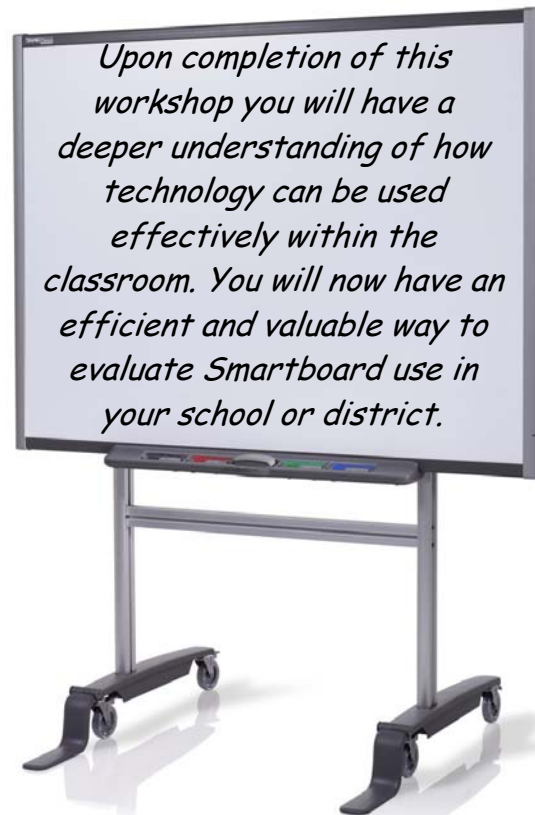 Upon completion of this
workshop you will have a
deeper understanding of how
technology can be used
effectively within the
classroom. You will now have an
efficient and valuable way to
evaluate Smartboard use in
your school or district.